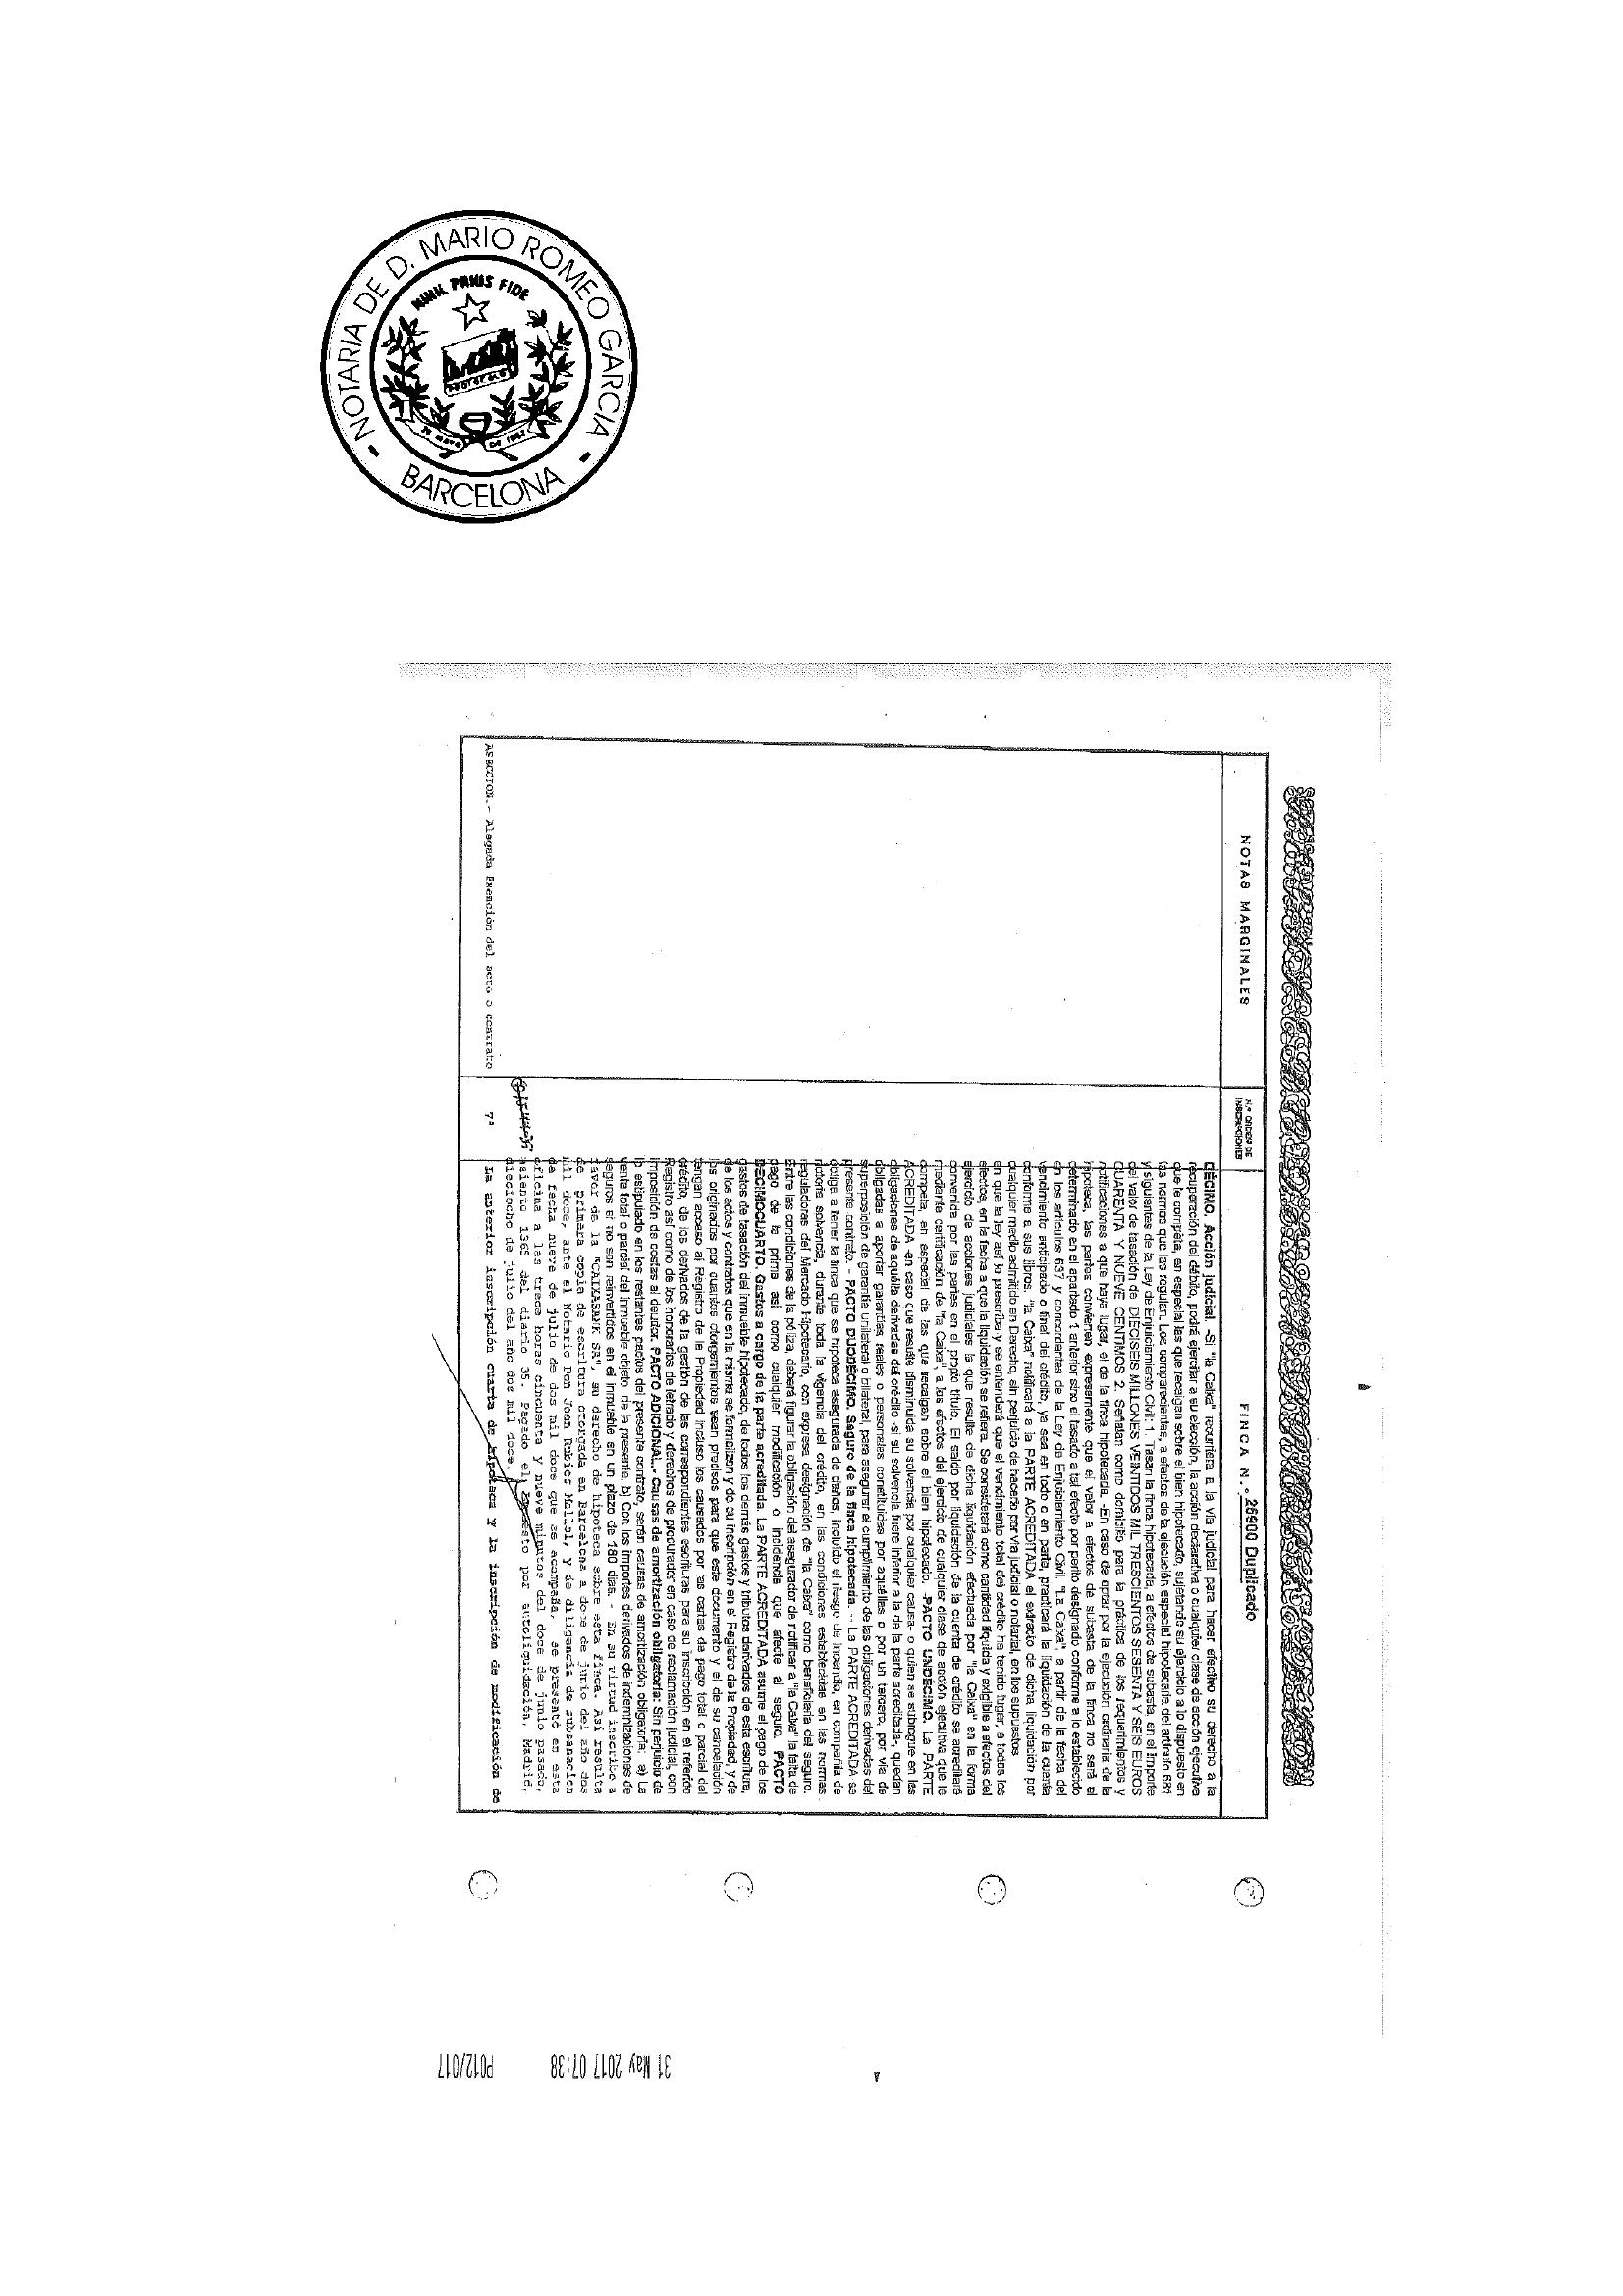 NOTARIA DE D. MARIO ROMEO GARCIA
BARCELONA
NIHIL PRIUS FIDE
NOTAS MARGINALES
N.º ORDEN DE
INSCRIPCIONES
FINCA N.º 26900 Duplicado
DÉCIMO. Acción judicial. -Si "la Caixa" recurriera a la vía judicial para hacer efectivo su derecho a la
recuperación del débito, podrá ejercitar a su elección, la acción declarativa o cualquier clase de acción ejecutiva
que le competa, en especial las que recaigan sobre el bien hipotecado, sujetando su ejercicio a lo dispuesto en
las normas que las regulan. Los comparecientes, a efectos de la ejecución especial hipotecaria del artículo 681
y siguientes de la Ley de Enjuiciamiento Civil: 1. Tasan la finca hipotecada, a efectos de subasta, en el importe
del valor de tasación de DIECISEIS MILLONES VEINTIDOS MIL TRESCIENTOS SESENTA Y SEIS EUROS
CUARENTA Y NUEVE CENTIMOS 2. Señalan como domicilio para la práctica de los requerimientos y
notificaciones a que haya lugar, el de la finca hipotecada. -En caso de optar por la ejecución ordinaria de la
hipoteca, las partes convienen expresamente que el valor a efectos de subasta de la finca no será el
determinado en el apartado 1 anterior sino el tasado a tal efecto por perito designado conforme a lo establecido
en los artículos 637 y concordantes de la Ley de Enjuiciamiento Civil. "La Caixa", a partir de la fecha del
vencimiento anticipado o final del crédito, ya sea en todo o en parte, practicará la liquidación de la cuenta
conforme a sus libros. "la Caixa" notificará a la PARTE ACREDITADA el extracto de dicha liquidación por
cualquier medio admitido en Derecho, sin perjuicio de hacerlo por vía judicial o notarial, en los supuestos
en que la ley así lo prescriba y se entenderá que el vencimiento total del crédito ha tenido lugar, a todos los
efectos, en la fecha a que la liquidación se refiera. Se considerará como cantidad líquida y exigible a efectos del
ejercicio de acciones judiciales la que resulte de dicha liquidación efectuada por "la Caixa" en la forma
convenida por las partes en el propio título. El saldo por liquidación de la cuenta de crédito se acreditará
mediante certificación de "la Caixa" a los efectos del ejercicio de cualquier clase de acción ejecutiva que le
competa, en especial de las que recaigan sobre el bien hipotecado. -PACTO UNDÉCIMO. La PARTE
ACREDITADA -en caso que resulte disminuida su solvencia por cualquier causa- o quien se subrogue en las
obligaciones de aquélla derivadas del crédito -si su solvencia fuere inferior a la de la parte acreditada-, quedan
obligadas a aportar garantías reales o personales constituidas por aquéllas o por un tercero, por vía de
superposición de garantía unilateral o bilateral, para asegurar el cumplimiento de las obligaciones derivadas del
presente contrato. - PACTO DUODÉCIMO. Seguro de la finca hipotecada. -- La PARTE ACREDITADA se
obliga a tener la finca que se hipoteca asegurada de daños, incluido el riesgo de incendio, en compañía de
notoria solvencia, durante toda la vigencia del crédito, en las condiciones establecidas en las normas
reguladoras del Mercado Hipotecario, con expresa designación de "la Caixa" como beneficiaria del seguro.
Entre las condiciones de la póliza, deberá figurar la obligación del asegurador de notificar a "la Caixa" la falta de
pago de la prima así como cualquier modificación o incidencia que afecte al seguro. PACTO
DECIMOCUARTO. Gastos a cargo de la parte acreditada. La PARTE ACREDITADA asume el pago de los
gastos de tasación del inmueble hipotecado, de todos los demás gastos y tributos derivados de esta escritura,
de los actos y contratos que en la misma se formalizan y de su inscripción en el Registro de la Propiedad, y de
los originados por cuantos otorgamientos sean precisos para que este documento y el de su cancelación
tengan acceso al Registro de la Propiedad incluso los causados por las cartas de pago total o parcial del
crédito, de los derivados de la gestión de las correspondientes escrituras para su inscripción en el referido
Registro así como de los honorarios de letrado y derechos de procurador en caso de reclamación judicial, con
imposición de costas al deudor. PACTO ADICIONAL.- Causas de amortización obligatoria: Sin perjuicio de
lo estipulado en los restantes pactos del presente contrato, serán causas de amortización obligatoria: a) La
venta total o parcial del inmueble objeto de la presente. b) Con los importes derivados de indemnizaciones de
seguros si no son reinvertidos en el inmueble en un plazo de 180 días. - En su virtud inscribo a
favor de la "CAIXABANK SA", su derecho de hipoteca sobre esta finca. Así resulta
de primera copia de escritura otorgada en Barcelona a doce de junio del año dos
mil doce, ante el Notario Don Joan Rubies Mallol, y de diligencia de subsanación
de fecha nueve de julio de dos mil doce que se acompaña, se presentó en esta
oficina a las trece horas cincuenta y nueve minutos del doce de junio pasado,
asiento 1365 del diario 35. Pagado el Impuesto por autoliquidación. Madrid,
dieciocho de julio del año dos mil doce.
AFECCION.- Alegada Exención del acto o contrato
7ª
La anterior inscripción cuarta de hipoteca y la inscripción de modificación de
31 May 2017 07:38 P012/017